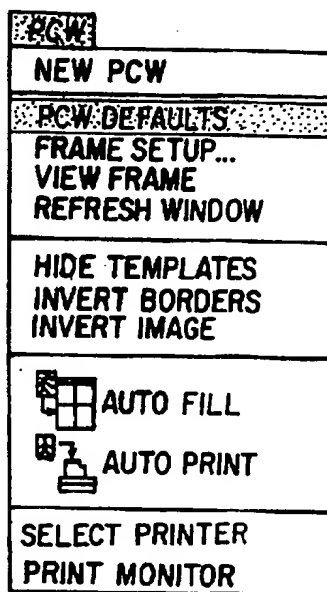 PCW
NEW PCW
PCW DEFAULTS
FRAME SETUP...
VIEW FRAME
REFRESH WINDOW
HIDE TEMPLATES
INVERT BORDERS
INVERT IMAGE
AUTO FILL
AUTO PRINT
SELECT PRINTER
PRINT MONITOR